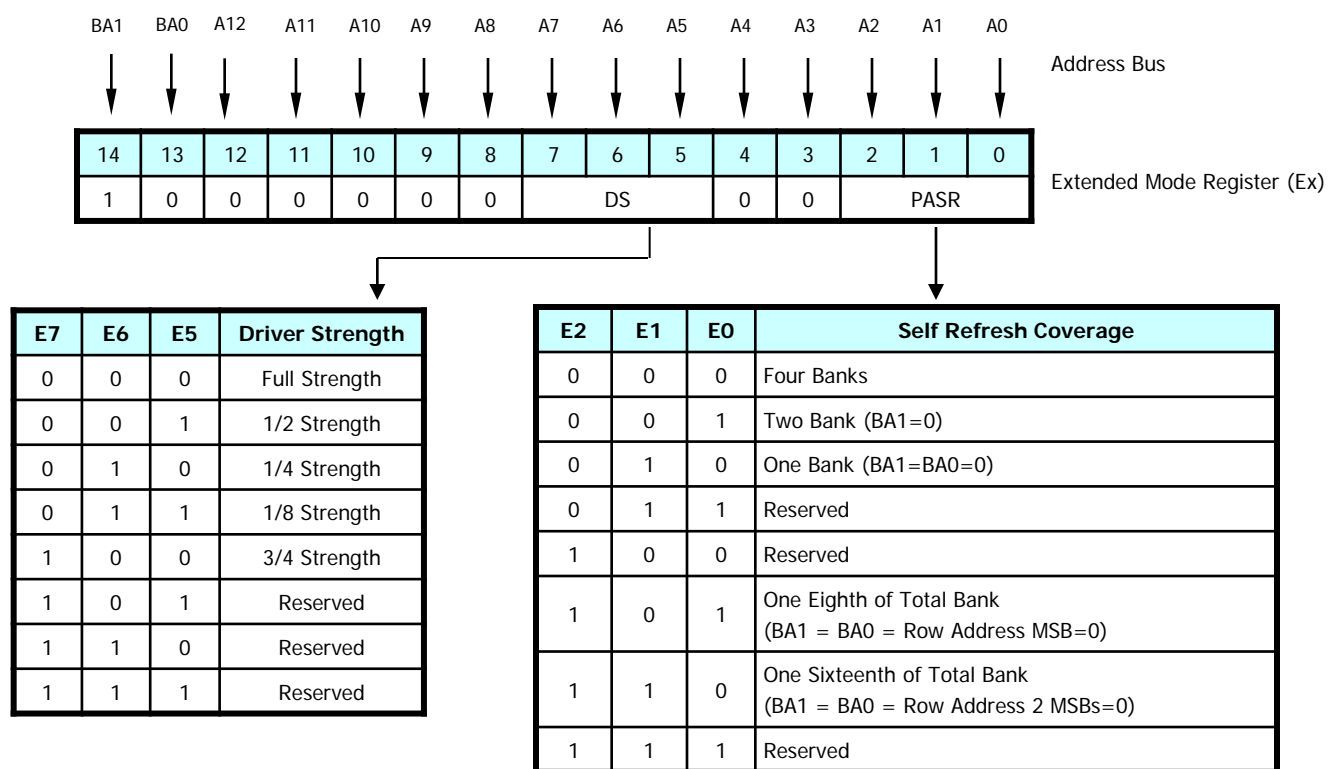 BA1 BA0 A12 A11 A10 A9 A8 A7 A6 A5 A4 A3 A2 A1 A0
Address Bus
14 13 12 11 10 9 8 7 6 5 4 3 2 1 0
1 0 0 0 0 0 0 DS 0 0 PASR
Extended Mode Register (Ex)
E7 E6 E5 Driver Strength
0 0 0 Full Strength
0 0 1 1/2 Strength
0 1 0 1/4 Strength
0 1 1 1/8 Strength
1 0 0 3/4 Strength
1 0 1 Reserved
1 1 0 Reserved
1 1 1 Reserved
E2 E1 E0 Self Refresh Coverage
0 0 0 Four Banks
0 0 1 Two Bank (BA1=0)
0 1 0 One Bank (BA1=BA0=0)
0 1 1 Reserved
1 0 0 Reserved
1 0 1 One Eighth of Total Bank
(BA1 = BA0 = Row Address MSB=0)
1 1 0 One Sixteenth of Total Bank
(BA1 = BA0 = Row Address 2 MSBs=0)
1 1 1 Reserved